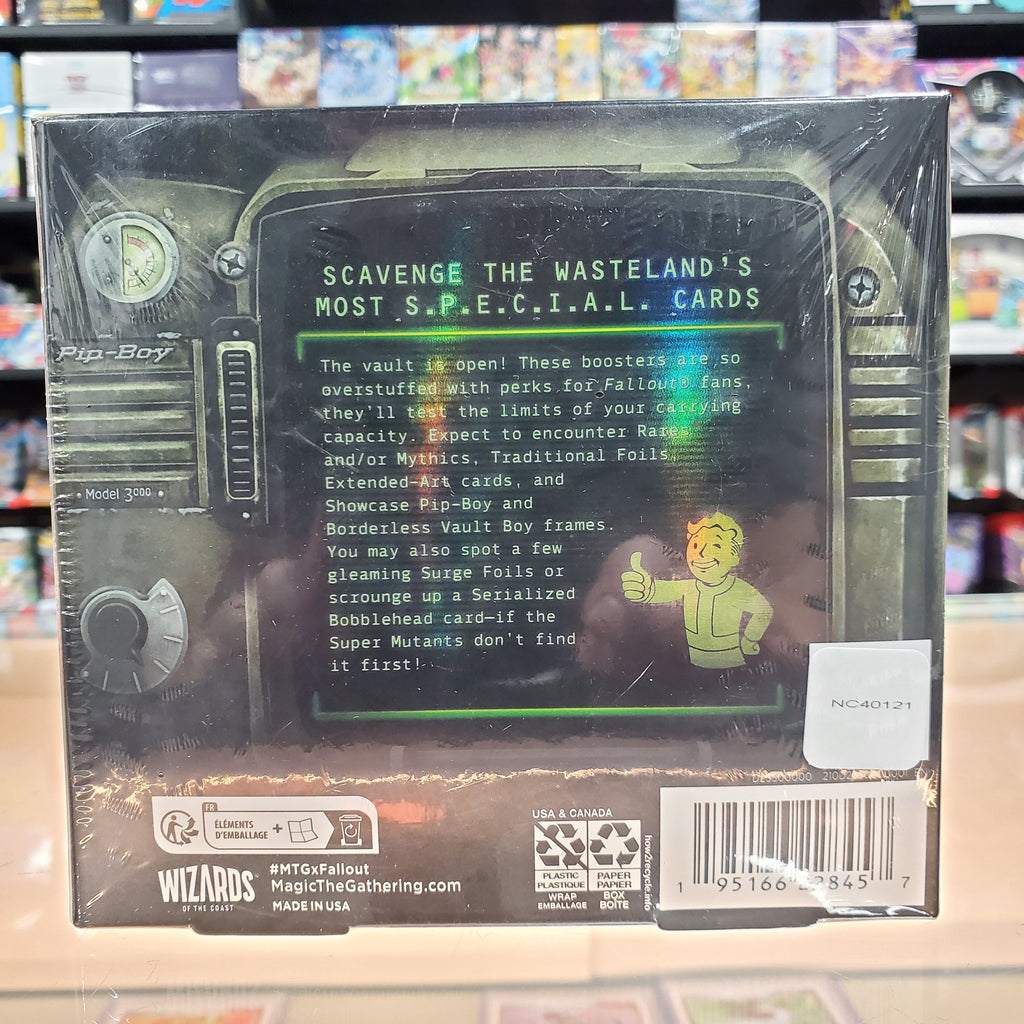 SCAVENGE THE WASTELAND'S
MOST S.P.E.C.I.A.L. CARDS
Pip-Boy
Model 3000
The vault is open! These boosters are so
overstuffed with perks for Fallout® fans,
they'll test the limits of your carrying
capacity. Expect to encounter Rares
and/or Mythics, Traditional Foils,
Extended-Art cards, and
Showcase Pip-Boy and
Borderless Vault Boy frames.
You may also spot a few
gleaming Surge Foils or
scrounge up a Serialized
Bobblehead card—if the
Super Mutants don't find
it first!
NC40121
FR
ÉLÉMENTS
D'EMBALLAGE
+
WIZARDS
OF THE COAST
#MTGxFallout
MagicTheGathering.com
MADE IN USA
USA & CANADA
PLASTIC
PLASTIQUE
WRAP
EMBALLAGE
PAPER
PAPIER
BOX
BOÎTE
how2recycle.info
1 95166 22845 7